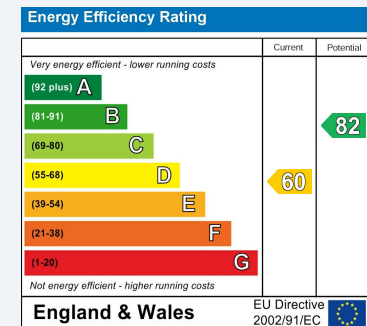 Energy Efficiency Rating
Current Potential
Very energy efficient - lower running costs
(92 plus) A
(81-91) B
82
(69-80) C
(55-68) D
60
(39-54) E
(21-38) F
(1-20) G
Not energy efficient - higher running costs
England & Wales
EU Directive
2002/91/EC